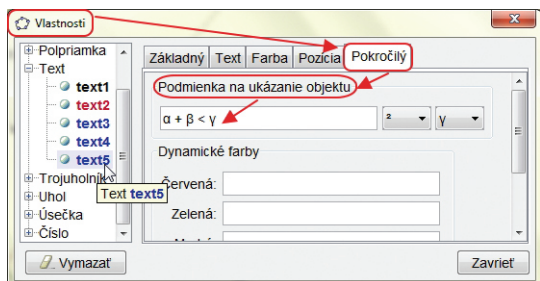 Vlastnosti
Polpriamka
Text
text1
text2
text3
text4
text5
Trojuholník
Uhol
Úsečka
Číslo
Text text5
Vymazať
Základný Text Farba Pozícia Pokročilý
Podmienka na ukázanie objektu
α + β < γ
² γ
Dynamické farby
Červená:
Zelená:
Zavrieť